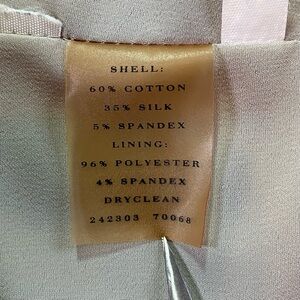 SHELL:
60% COTTON
35% SILK
5% SPANDEX
LINING:
96% POLYESTER
4% SPANDEX
DRYCLEAN
242303 70068